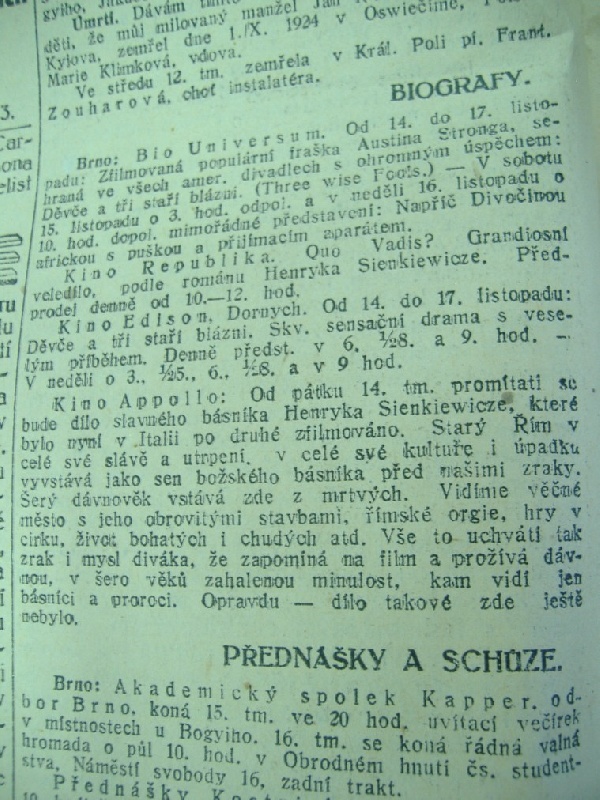 Úmrtí. Dávám
děti, že můj milovaný manžel Jan
Kylova, zemřel dne 1./X. 1924 v Oswiečimě,
Marie Klimková, vdova.
Ve středu 12. tm. zemřela v Král. Poli pí. Frant.
Zouharová, choť instalatéra.
BIOGRAFY.
Brno: Bio Universum. Od 14. do 17. listo-
padu: Zfilmovaná populární fraška Austina Stronga, se-
hraná ve všech amer. divadlech s ohromným úspěchem:
Děvče a tři staří blázni. (Three wise Fools.) — V sobotu
15. listopadu o 3. hod. odpol. a v neděli 16. listopadu o
10. hod. dopol. mimořádné představení: Napříč Divočinou
africkou s puškou a přijímacím aparátem.
Kino Republika. Quo Vadis? Grandiosní
veledílo, podle románu Henryka Sienkiewicze. Před-
prodej denně od 10.—12. hod.
Kino Edison, Dornych. Od 14. do 17. listopadu:
Děvče a tři staří blázni. Skv. sensační drama s vese-
lým příběhem. Denně předst. v 6, ½8. a 9. hod. —
V neděli o 3., ½5., 6., ½8. a v 9 hod.
Kino Appollo: Od pátku 14. tm. promítati se
bude dílo slavného básníka Henryka Sienkiewicze, které
bylo nyní v Italii po druhé zfilmováno. Starý Řím v
celé své slávě a utrpení, v celé své kultuře i úpadku
vyvstává jako sen božského básníka před našimi zraky.
Šerý dávnověk vstává zde z mrtvých. Vidíme věčné
město s jeho obrovitými stavbami, římské orgie, hry v
cirku, život bohatých i chudých atd. Vše to uchvátí tak
zrak i mysl diváka, že zapomíná na film a prožívá dáv-
nou, v šero věků zahalenou minulost, kam vidí jen
básníci a proroci. Opravdu — dílo takové zde ještě
nebylo.
PŘEDNÁŠKY A SCHŮZE.
Brno: Akademický spolek Kapper, od-
bor Brno, koná 15. tm. ve 20 hod. uvítací večírek
v místnostech u Bogyiho. 16. tm. se koná řádná valná
hromada o půl 10. hod. v Obrodném hnutí čs. student-
stva, Náměstí svobody 16, zadní trakt.
Přednášky